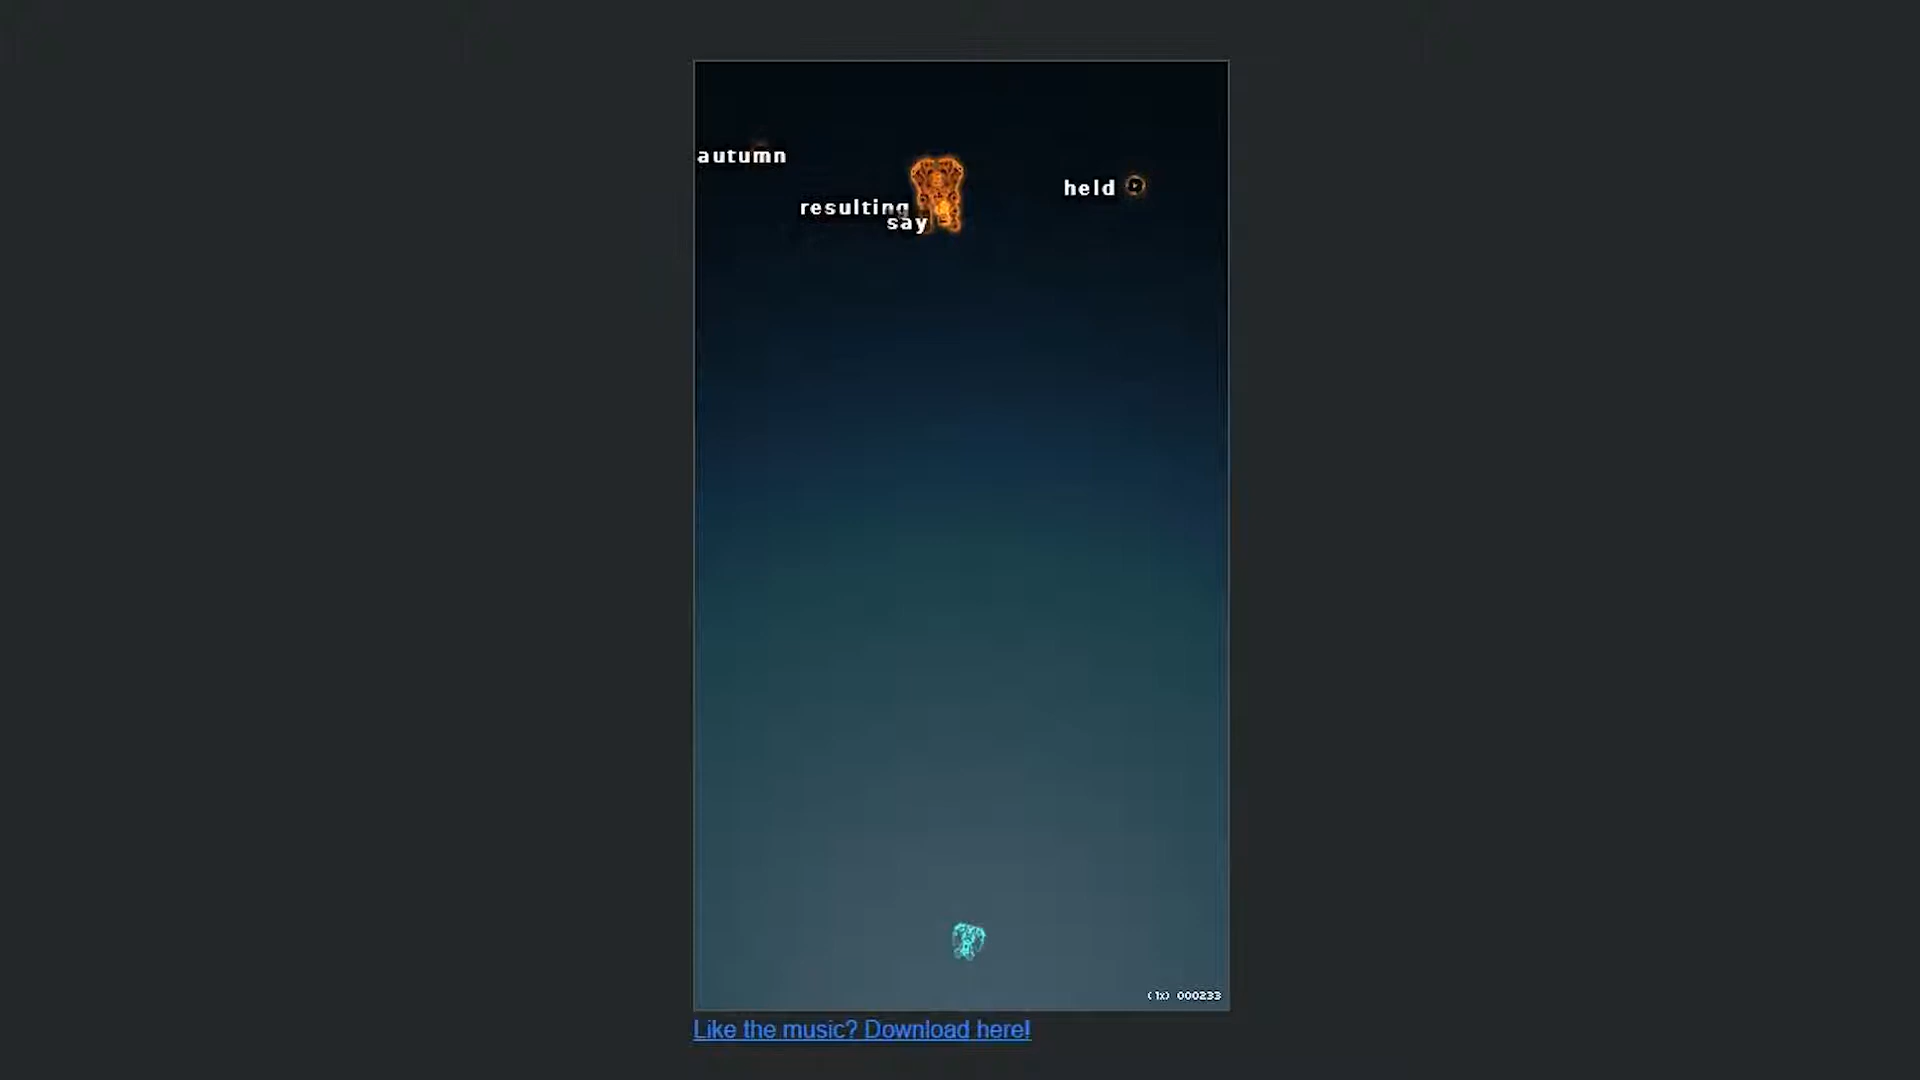 autumn
held
resulting
say
(1x) 000233
Like the music? Download here!